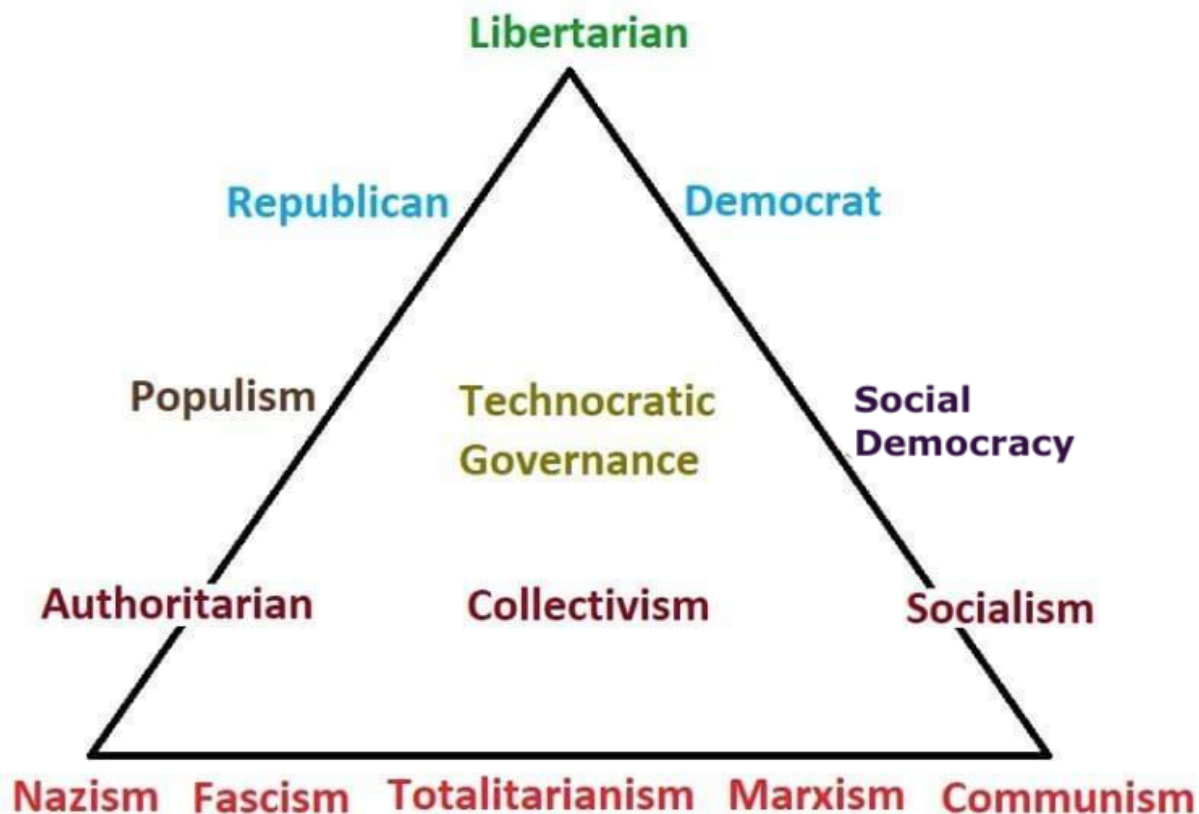 Libertarian
Republican Democrat
Populism Technocratic Governance Social Democracy
Authoritarian Collectivism Socialism
Nazism Fascism Totalitarianism Marxism Communism